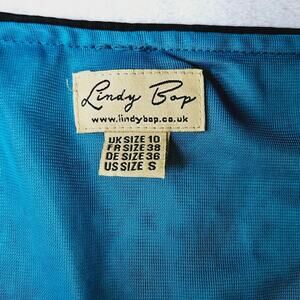 Lindy Bop
www.lindybop.co.uk
UK SIZE 10
FR SIZE 38
DE SIZE 36
US SIZE S